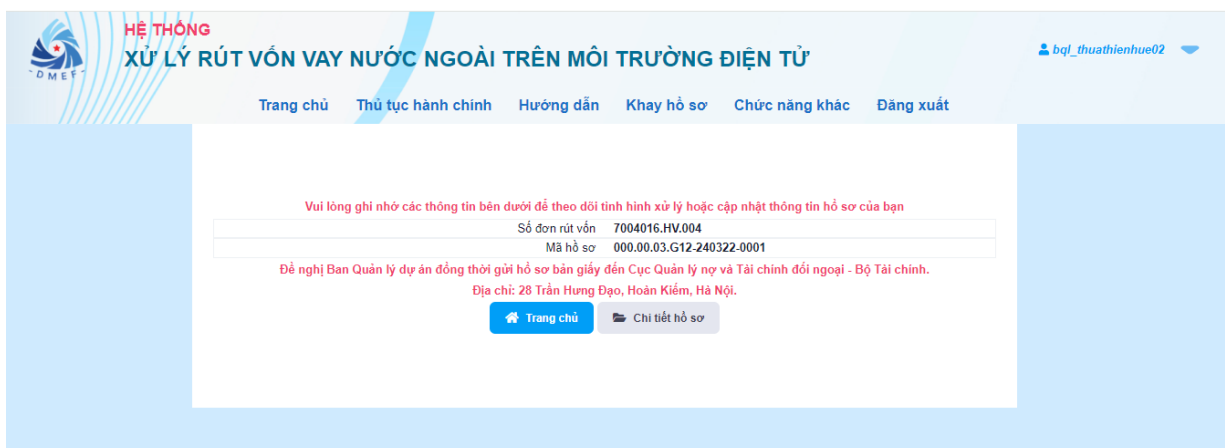 HỆ THỐNG
XỬ LÝ RÚT VỐN VAY NƯỚC NGOÀI TRÊN MÔI TRƯỜNG ĐIỆN TỬ
DMEF
bql_thuathienhue02
Trang chủ Thủ tục hành chính Hướng dẫn Khay hồ sơ Chức năng khác Đăng xuất
Vui lòng ghi nhớ các thông tin bên dưới để theo dõi tình hình xử lý hoặc cập nhật thông tin hồ sơ của bạn
Số đơn rút vốn 7004016.HV.004
Mã hồ sơ 000.00.03.G12-240322-0001
Đề nghị Ban Quản lý dự án đồng thời gửi hồ sơ bản giấy đến Cục Quản lý nợ và Tài chính đối ngoại - Bộ Tài chính.
Địa chỉ: 28 Trần Hưng Đạo, Hoàn Kiếm, Hà Nội.
Trang chủ Chi tiết hồ sơ